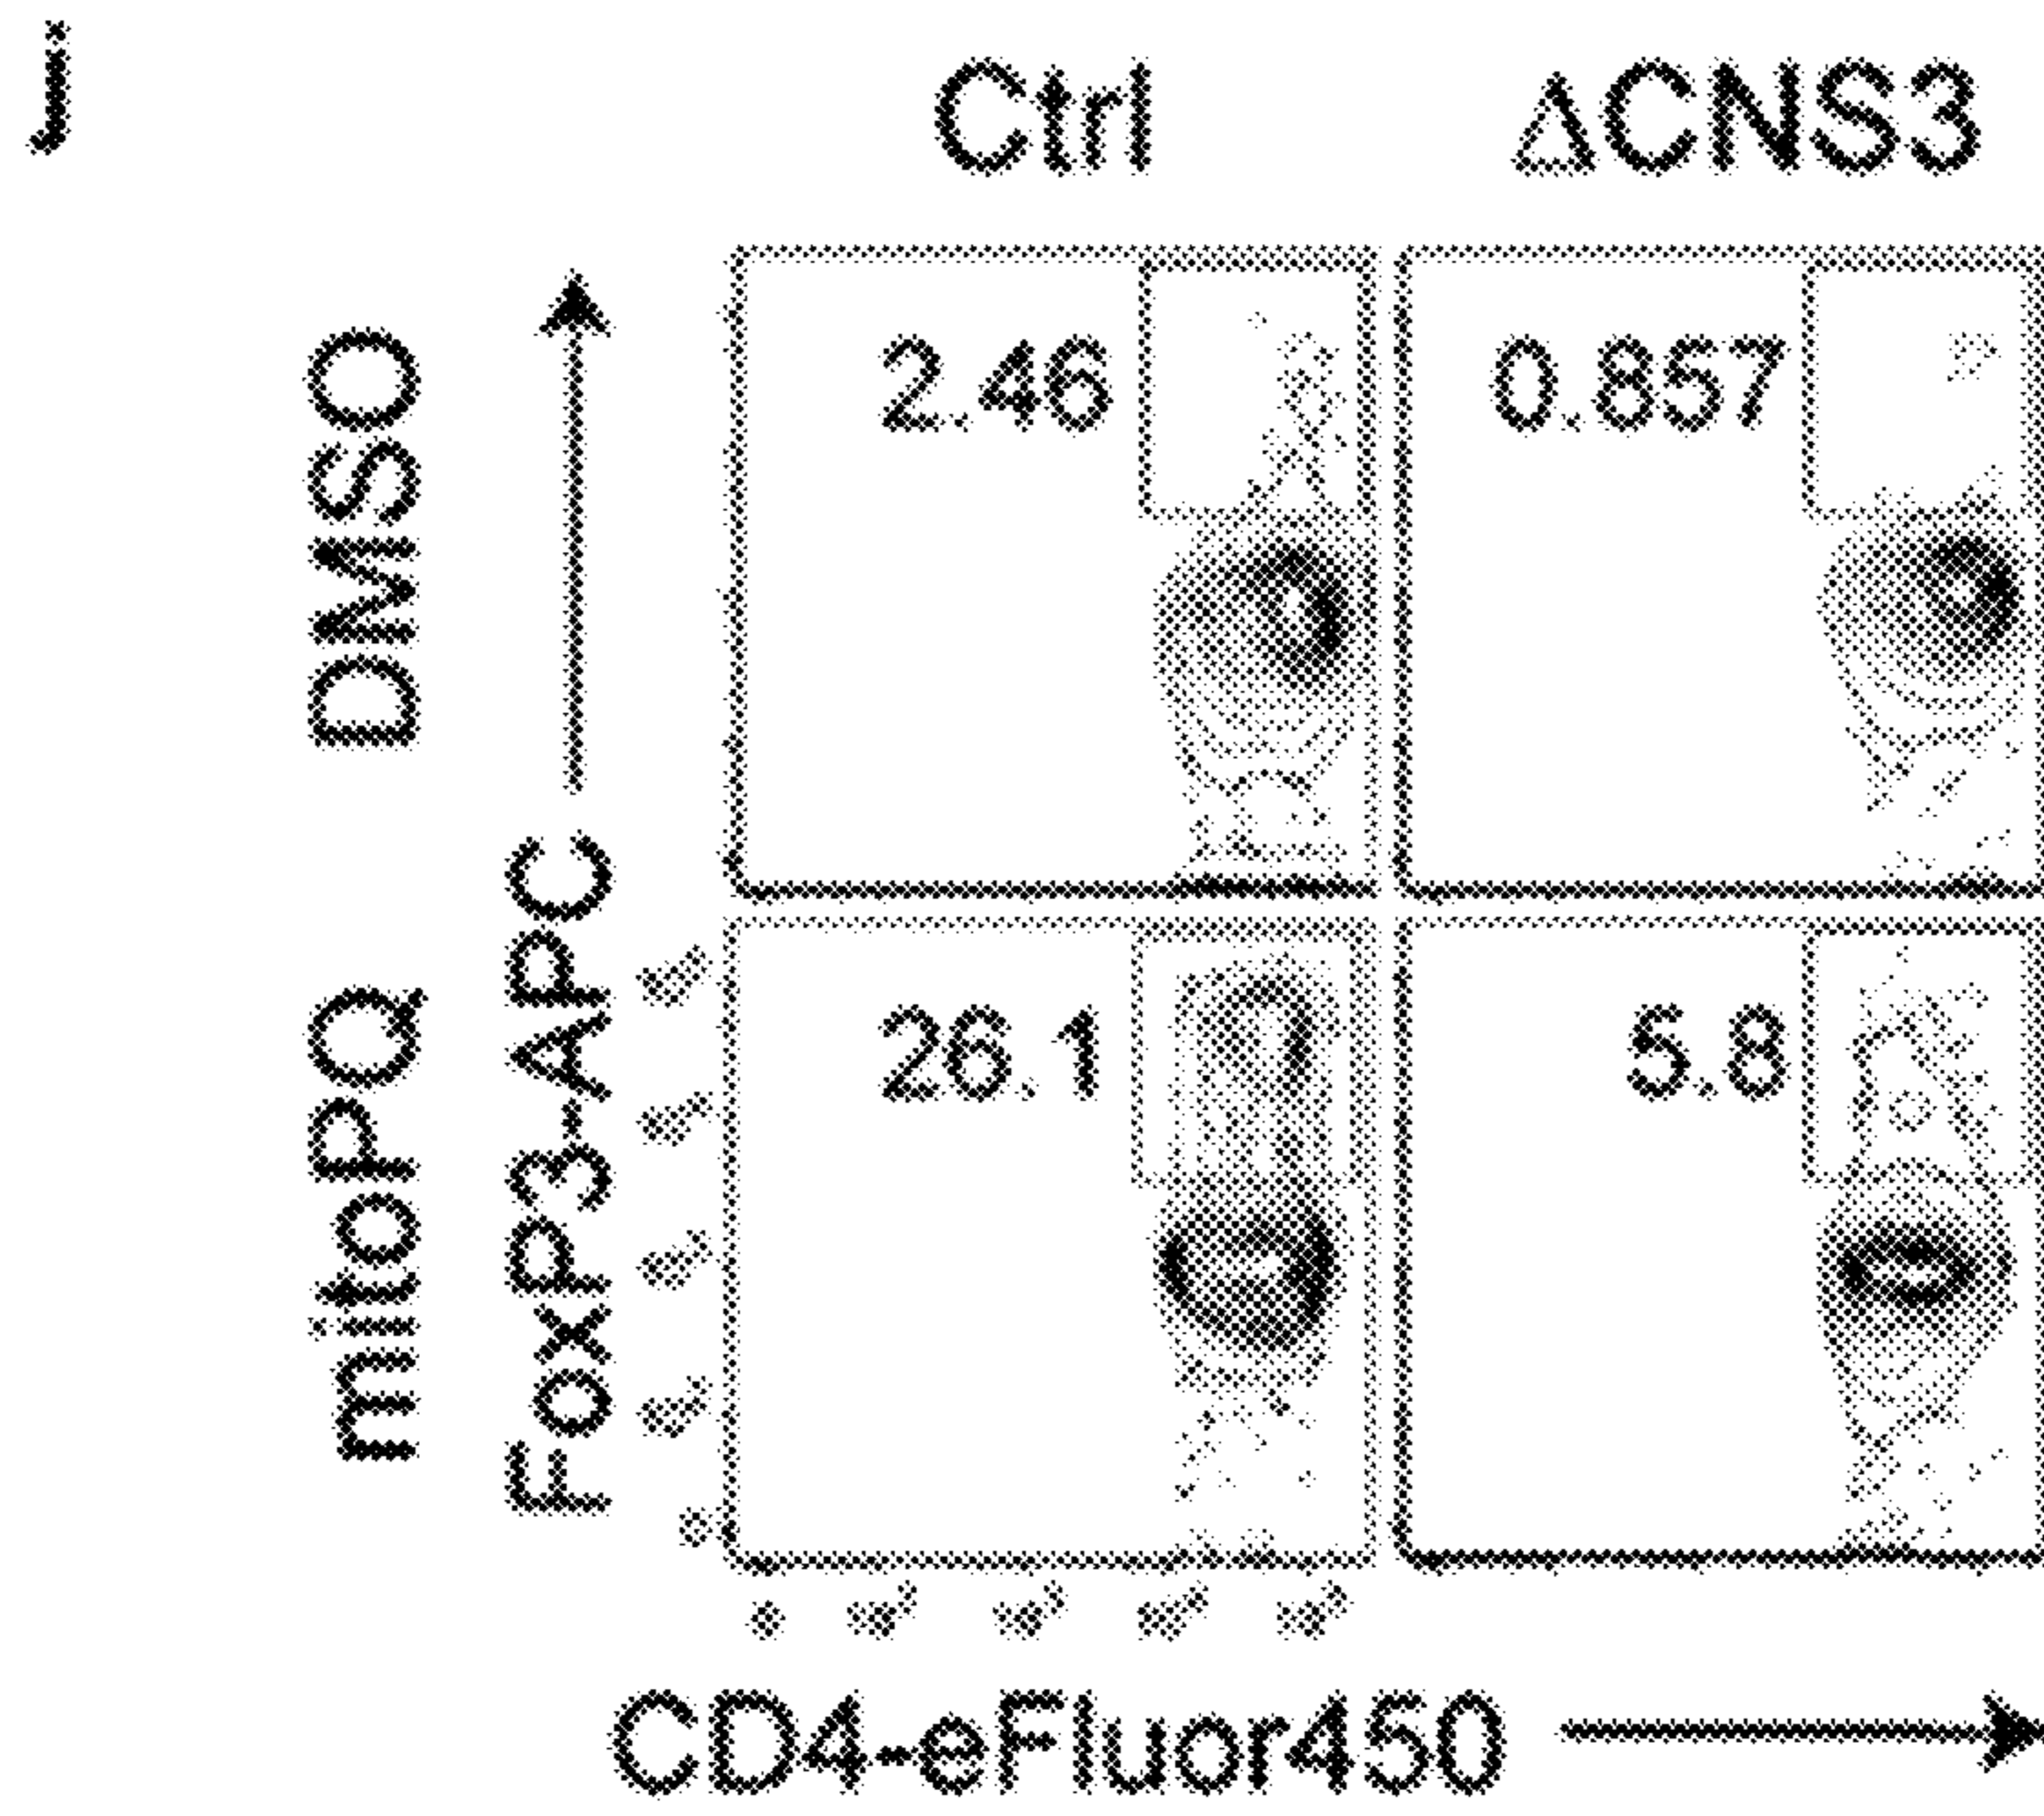 j
Ctrl ΔCNS3
DMSO
2.46 0.857
mitoPQ
FoxP3-APC
26.1 5.8
CD4-eFluor450